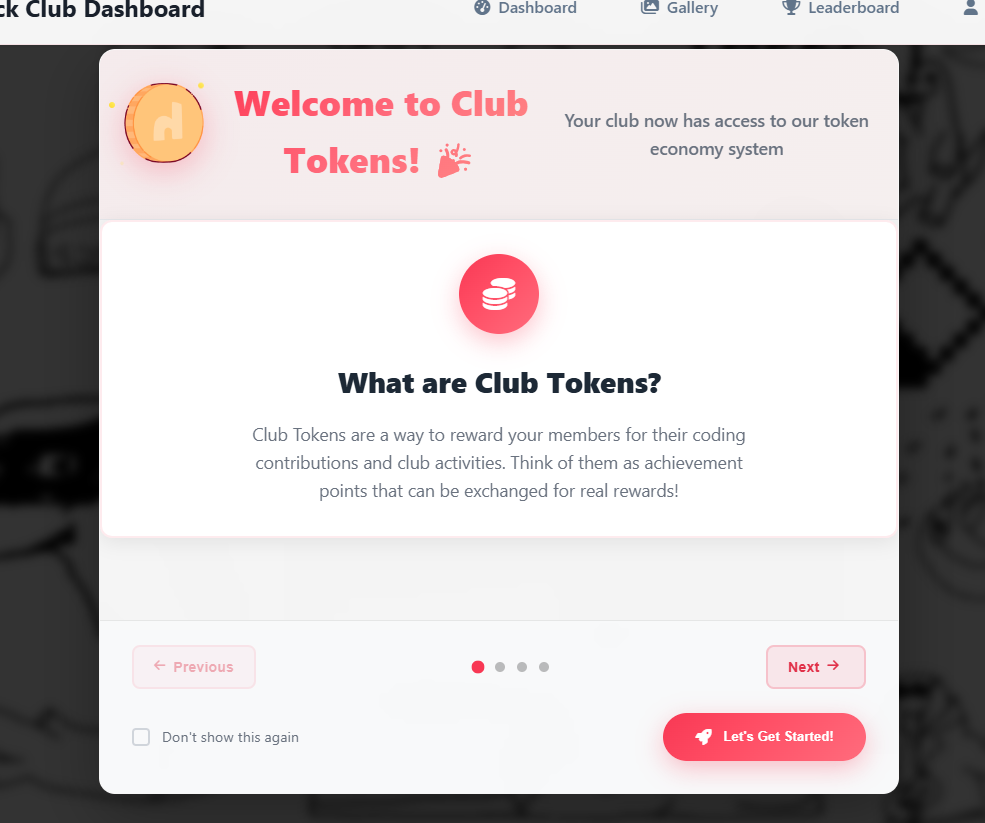 ck Club Dashboard
Dashboard
Gallery
Leaderboard
Welcome to Club
Tokens!
Your club now has access to our token
economy system
What are Club Tokens?
Club Tokens are a way to reward your members for their coding
contributions and club activities. Think of them as achievement
points that can be exchanged for real rewards!
← Previous
Next →
Don't show this again
Let's Get Started!